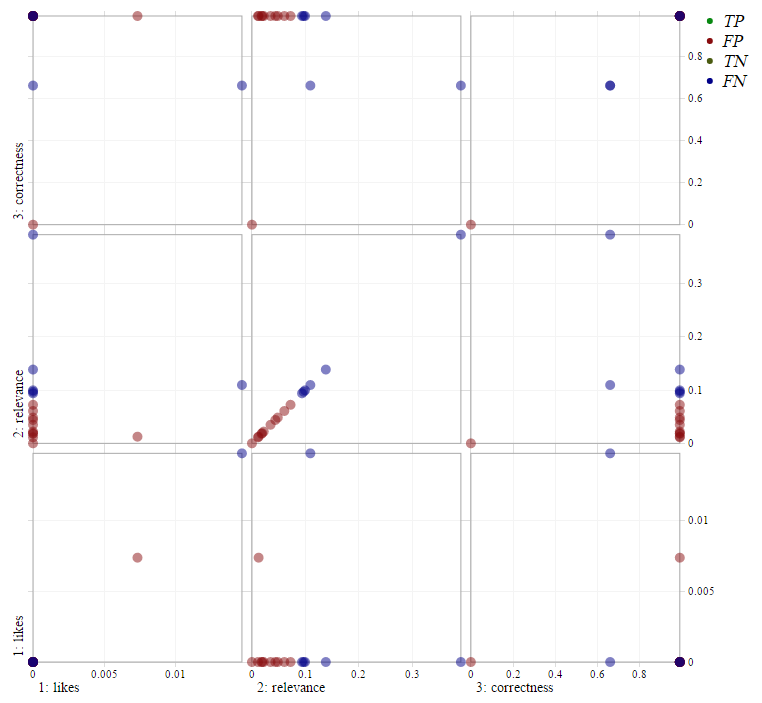 TP
FP
TN
FN
3: correctness
0.8
0.6
0.4
0.2
0
2: relevance
0.3
0.2
0.1
0
1: likes
0.01
0.005
0
0 0.005 0.01 0 0.1 0.2 0.3 0 0.2 0.4 0.6 0.8
1: likes 2: relevance 3: correctness